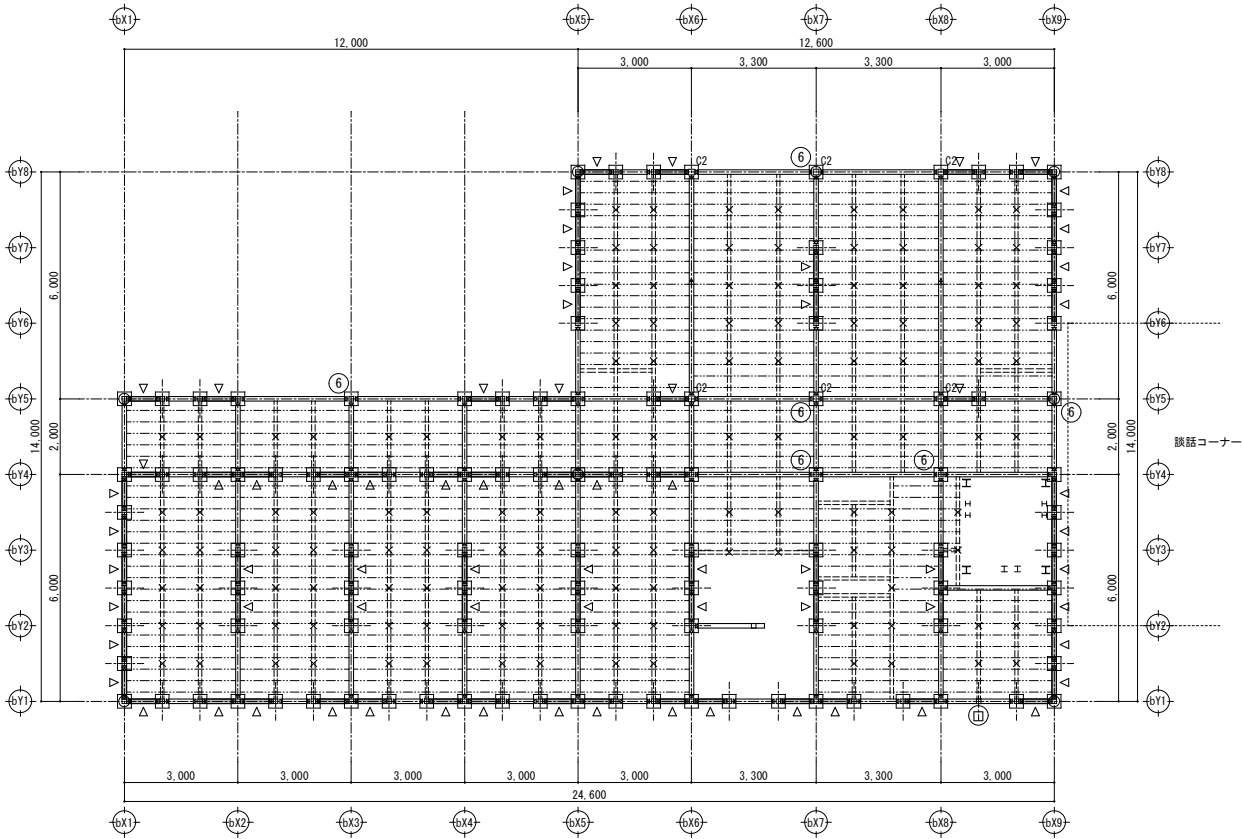 bX1 bX5 bX6 bX7 bX8 bX9
12,000 12,600
3,000 3,300 3,300 3,000
6
bY8 C2 C2 C2 bY8
bY7 bY7
6,000 6,000
bY6 bY6
6
bY5 C2 C2 C2 bY5
6 6
14,000 2,000 2,000 14,000 談話コーナー
6 6
bY4 bY4
bY3 bY3
6,000 6,000
bY2 bY2
bY1 bY1
3,000 3,000 3,000 3,000 3,000 3,300 3,300 3,000
24,600
bX1 bX2 bX3 bX4 bX5 bX6 bX7 bX8 bX9